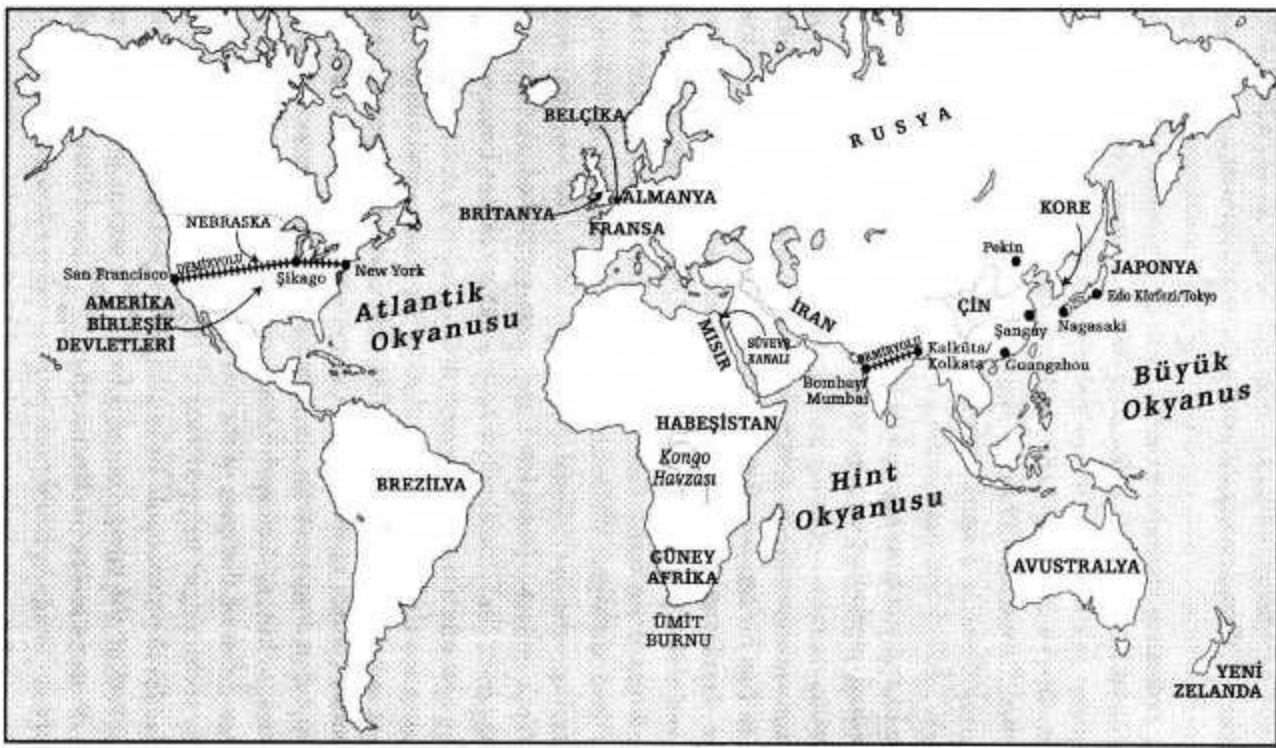 BELÇİKA
RUSYA
BRİTANYA
ALMANYA
FRANSA
KORE
NEBRASKA
DEMİRYOLU
San Francisco
Şikago
New York
AMERİKA
BİRLEŞİK
DEVLETLERİ
Atlantik
Okyanusu
Pekin
JAPONYA
Edo Körfezi/Tokyo
ÇİN
Şangay
Nagasaki
İRAN
MISIR
SÜVEYŞ
KANALI
DEMİRYOLU
Kalküta/
Kolkata
Guangzhou
Bombay/
Mumbai
Büyük
Okyanus
HABEŞİSTAN
Kongo
Havzası
BREZİLYA
Hint
Okyanusu
GÜNEY
AFRİKA
ÜMİT
BURNU
AVUSTRALYA
YENİ
ZELANDA